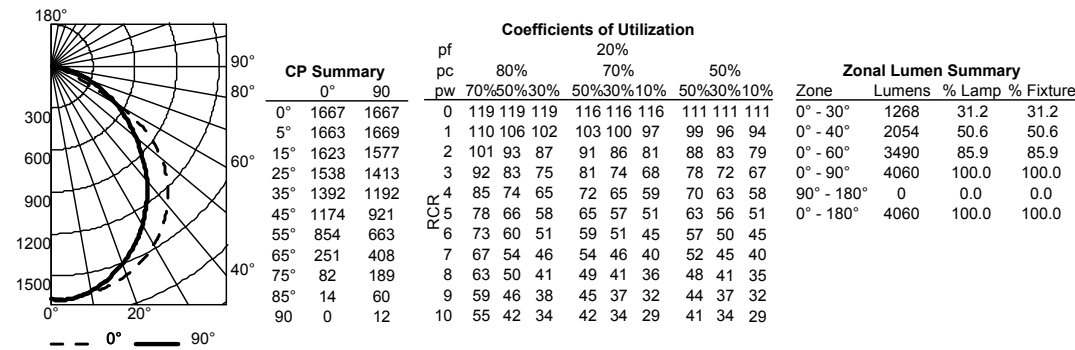 180°
90°
80°
60°
40°
300
600
900
1200
1500
0° 20°
0° 90°
CP Summary
0° 90
0° 1667 1667
5° 1663 1669
15° 1623 1577
25° 1538 1413
35° 1392 1192
45° 1174 921
55° 854 663
65° 251 408
75° 82 189
85° 14 60
90 0 12
Coefficients of Utilization
pf 20%
pc 80% 70% 50%
pw 70%50%30% 50%30%10% 50%30%10%
RCR
0 119 119 119 116 116 116 111 111 111
1 110 106 102 103 100 97 99 96 94
2 101 93 87 91 86 81 88 83 79
3 92 83 75 81 74 68 78 72 67
4 85 74 65 72 65 59 70 63 58
5 78 66 58 65 57 51 63 56 51
6 73 60 51 59 51 45 57 50 45
7 67 54 46 54 46 40 52 45 40
8 63 50 41 49 41 36 48 41 35
9 59 46 38 45 37 32 44 37 32
10 55 42 34 42 34 29 41 34 29
Zonal Lumen Summary
Zone Lumens % Lamp % Fixture
0° - 30° 1268 31.2 31.2
0° - 40° 2054 50.6 50.6
0° - 60° 3490 85.9 85.9
0° - 90° 4060 100.0 100.0
90° - 180° 0 0.0 0.0
0° - 180° 4060 100.0 100.0